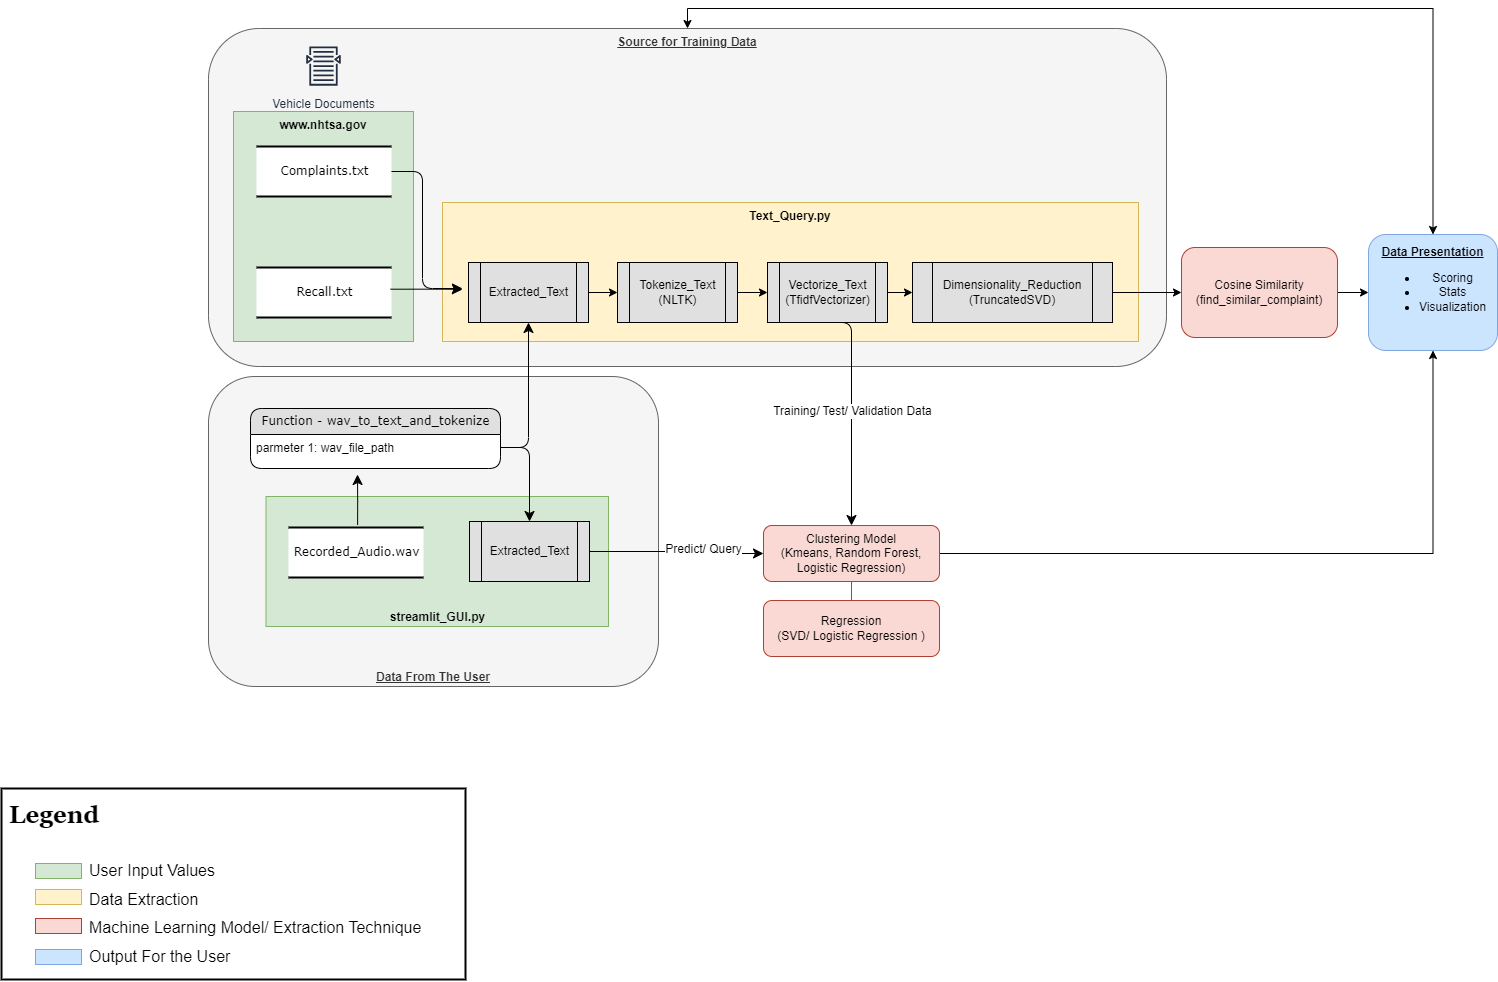 Source for Training Data
Vehicle Documents
www.nhtsa.gov
Complaints.txt
Recall.txt
Text_Query.py
Extracted_Text
Tokenize_Text
(NLTK)
Vectorize_Text
(TfidfVectorizer)
Dimensionality_Reduction
(TruncatedSVD)
Cosine Similarity
(find_similar_complaint)
Data Presentation
• Scoring
• Stats
• Visualization
Training/ Test/ Validation Data
Function - wav_to_text_and_tokenize
parmeter 1: wav_file_path
Recorded_Audio.wav
Extracted_Text
streamlit_GUI.py
Data From The User
Predict/ Query
Clustering Model
(Kmeans, Random Forest,
Logistic Regression)
Regression
(SVD/ Logistic Regression )
Legend
User Input Values
Data Extraction
Machine Learning Model/ Extraction Technique
Output For the User